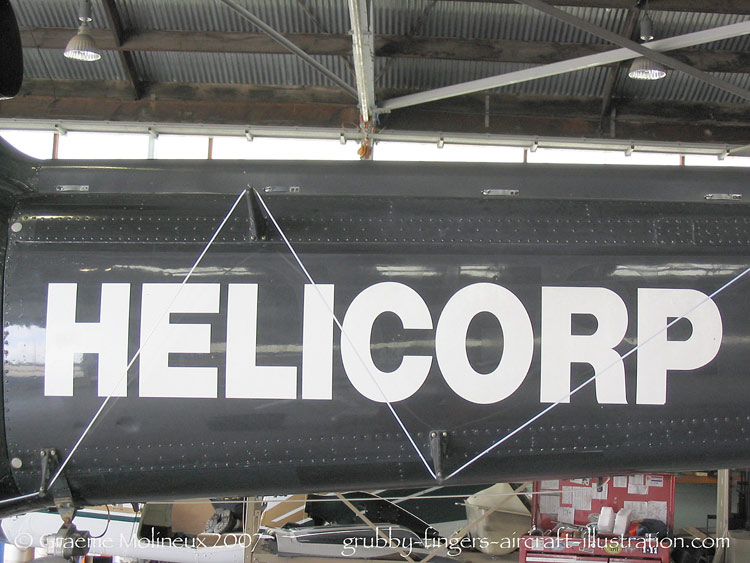 HELICORP
© Graeme Molineux 2007
grubby-fingers-aircraft-illustration.com